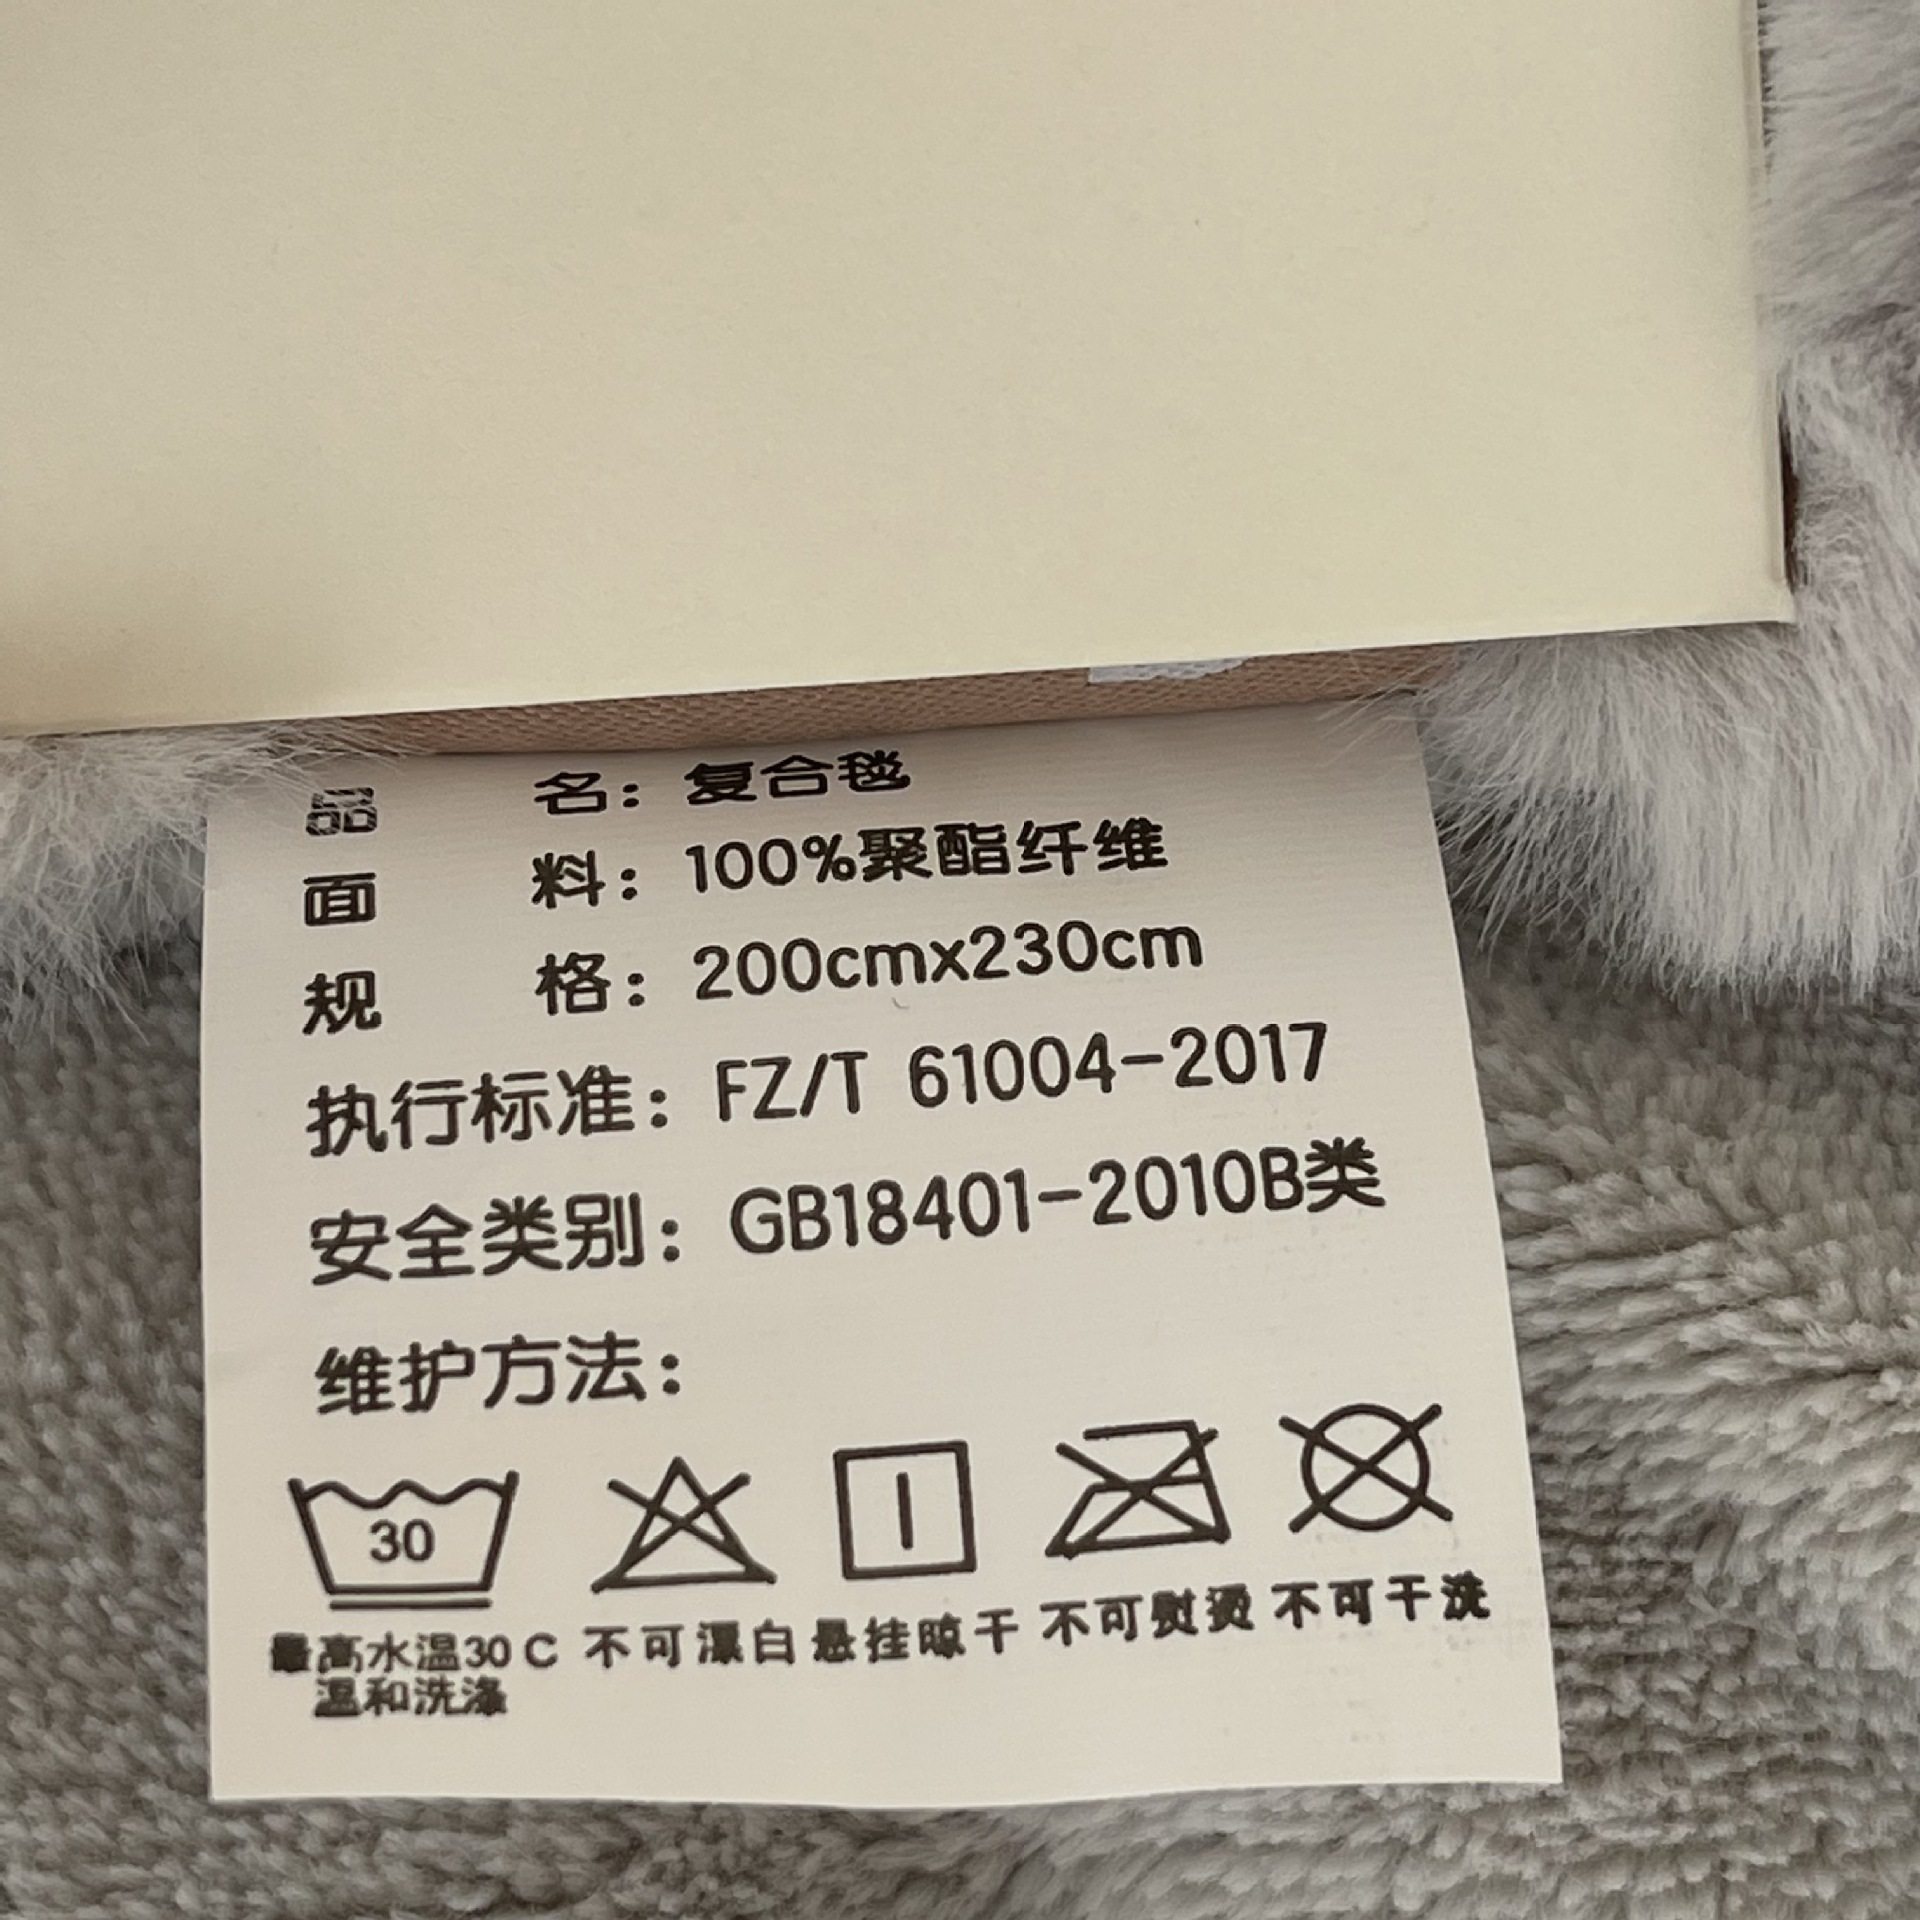 品 名：复合毯
面 料：100%聚酯纤维
规 格：200cmx230cm
执行标准：FZ/T 61004-2017
安全类别：GB18401-2010B类
维护方法：
30
最高水温30 C 不可漂白 悬挂晾干 不可熨烫 不可干洗
温和洗涤